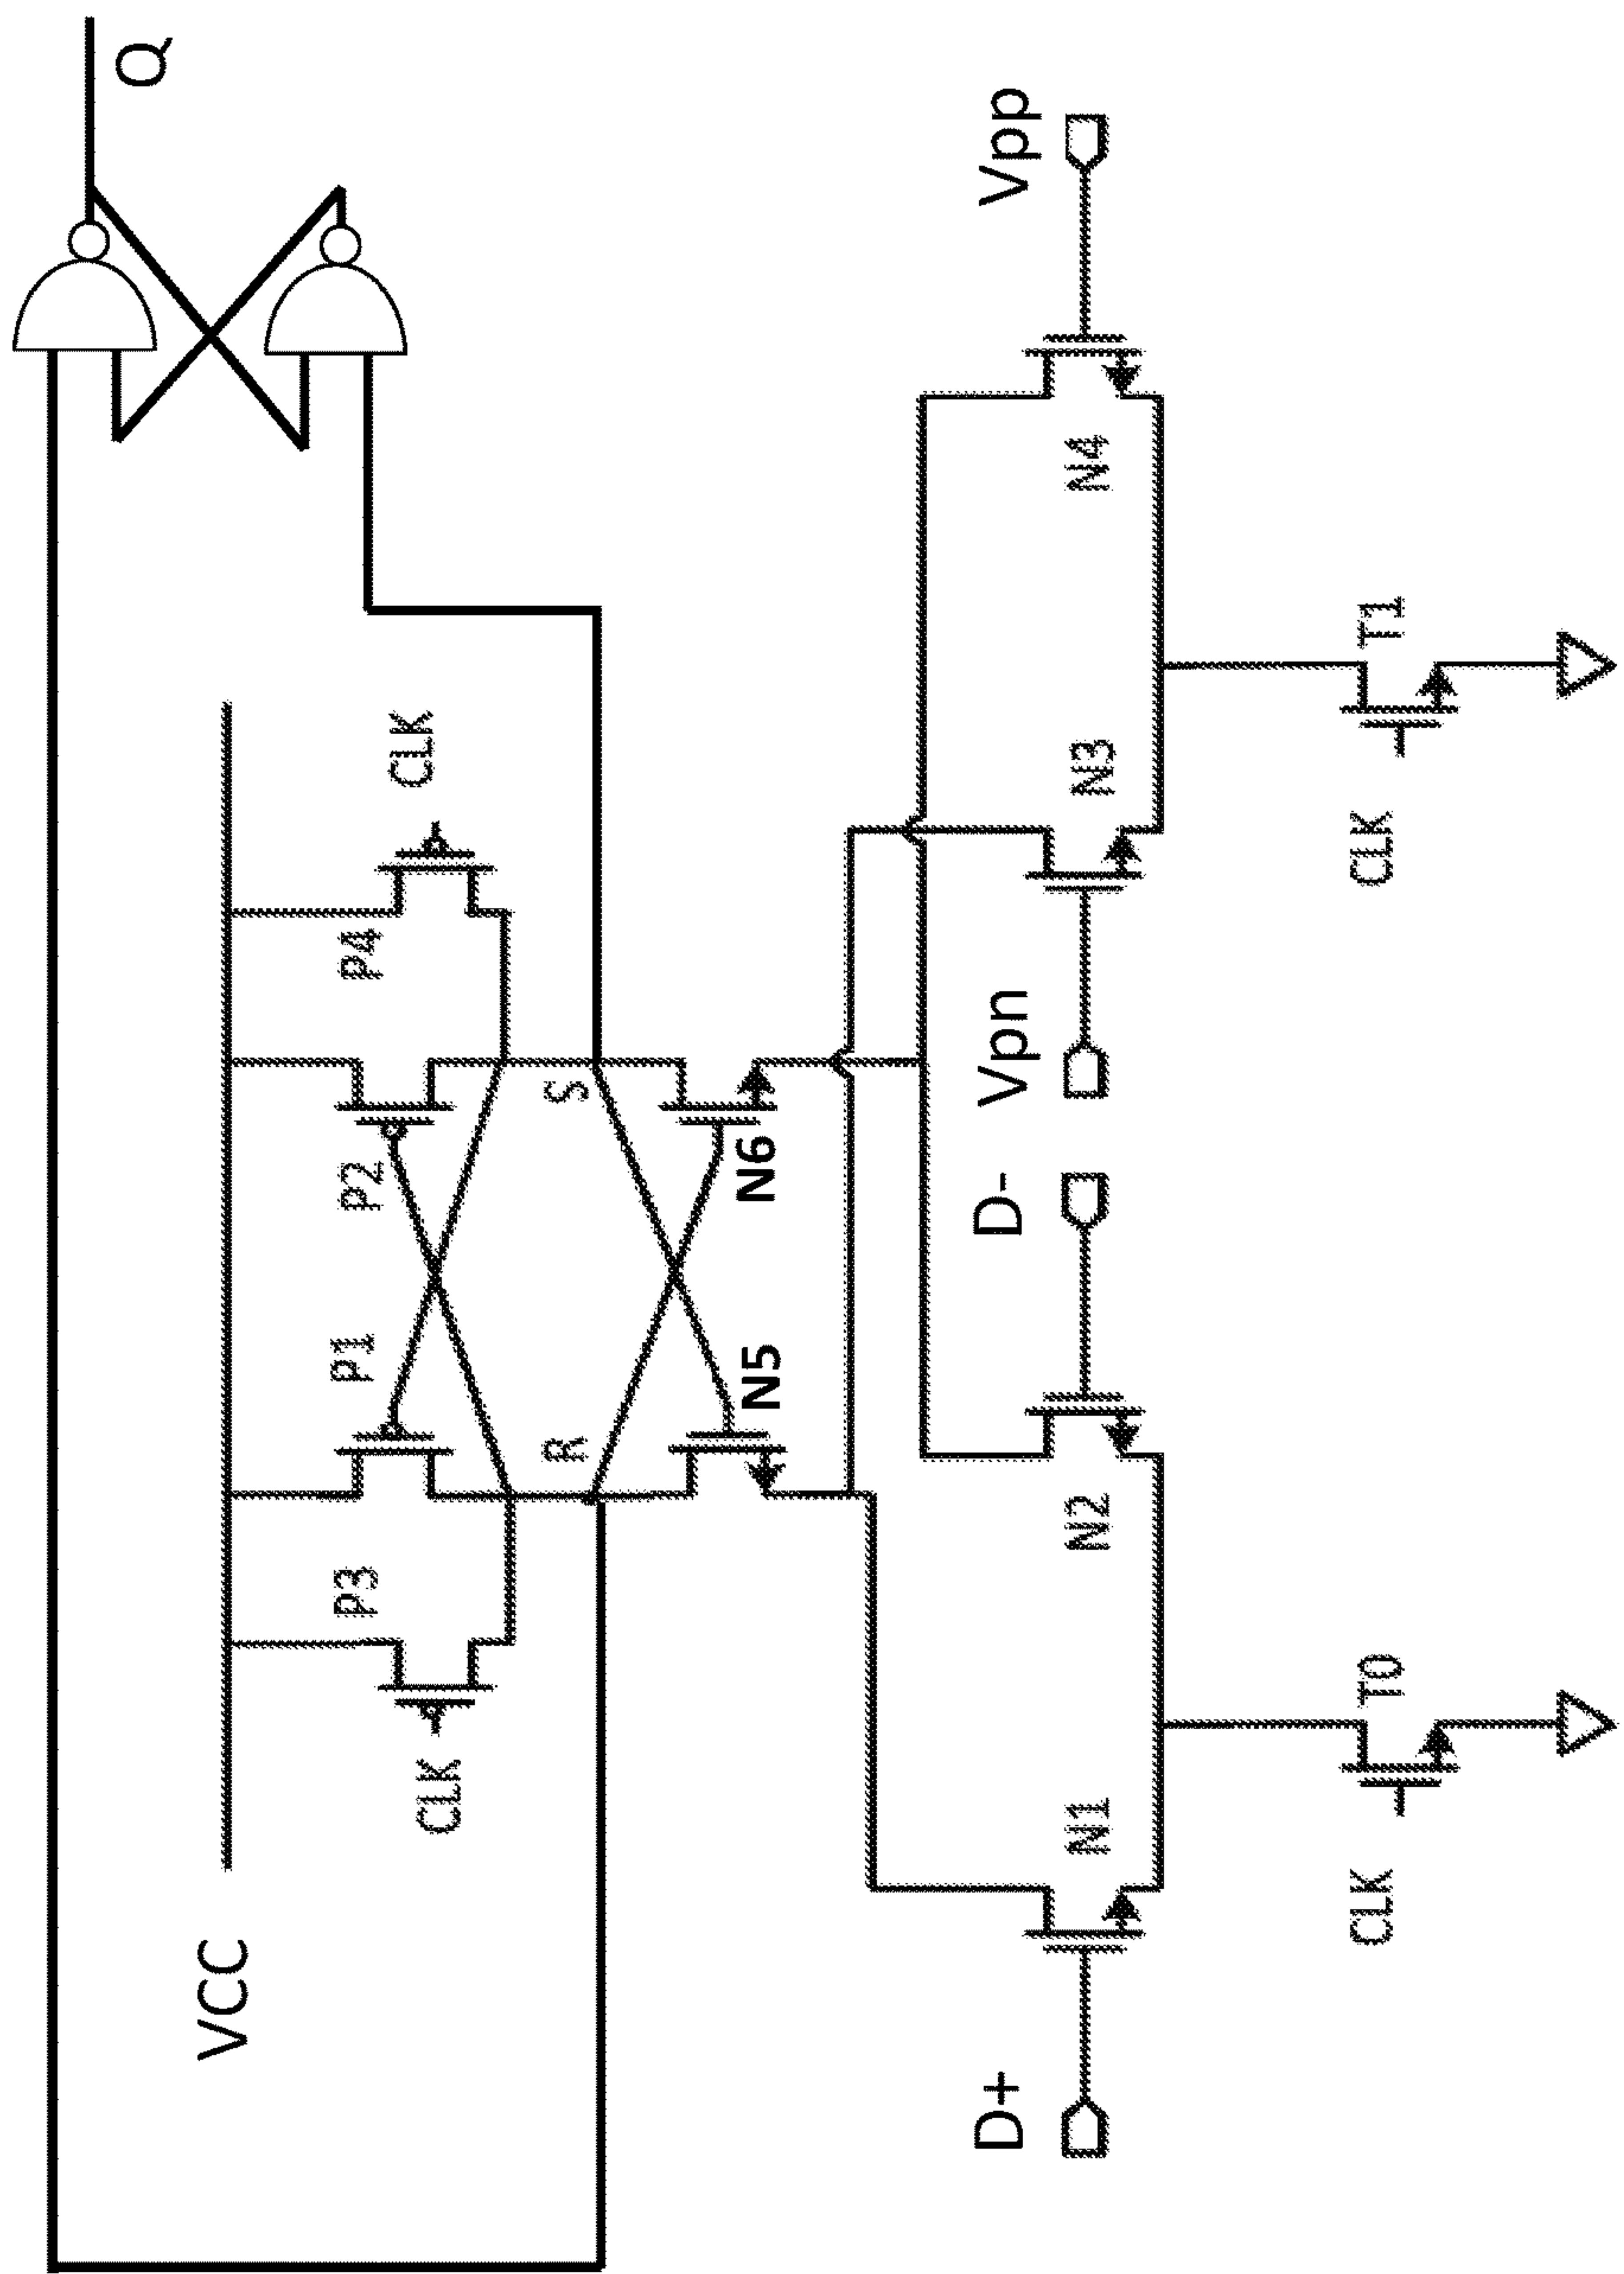 Q
VCC
P3
P1
P2
P4
CLK
CLK
R
S
N5
N6
D+
D-
Vpn
Vpp
N1
N2
N3
N4
CLK
T0
CLK
T1